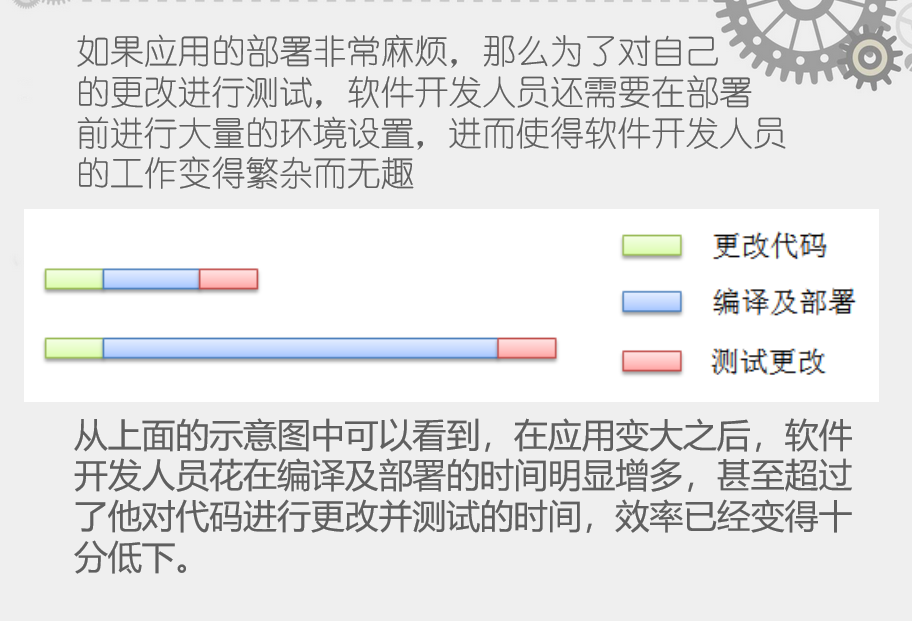 如果应用的部署非常麻烦，那么为了对自己
的更改进行测试，软件开发人员还需要在部署
前进行大量的环境设置，进而使得软件开发人员
的工作变得繁杂而无趣
更改代码
编译及部署
测试更改
从上面的示意图中可以看到，在应用变大之后，软件
开发人员花在编译及部署的时间明显增多，甚至超过
了他对代码进行更改并测试的时间，效率已经变得十
分低下。